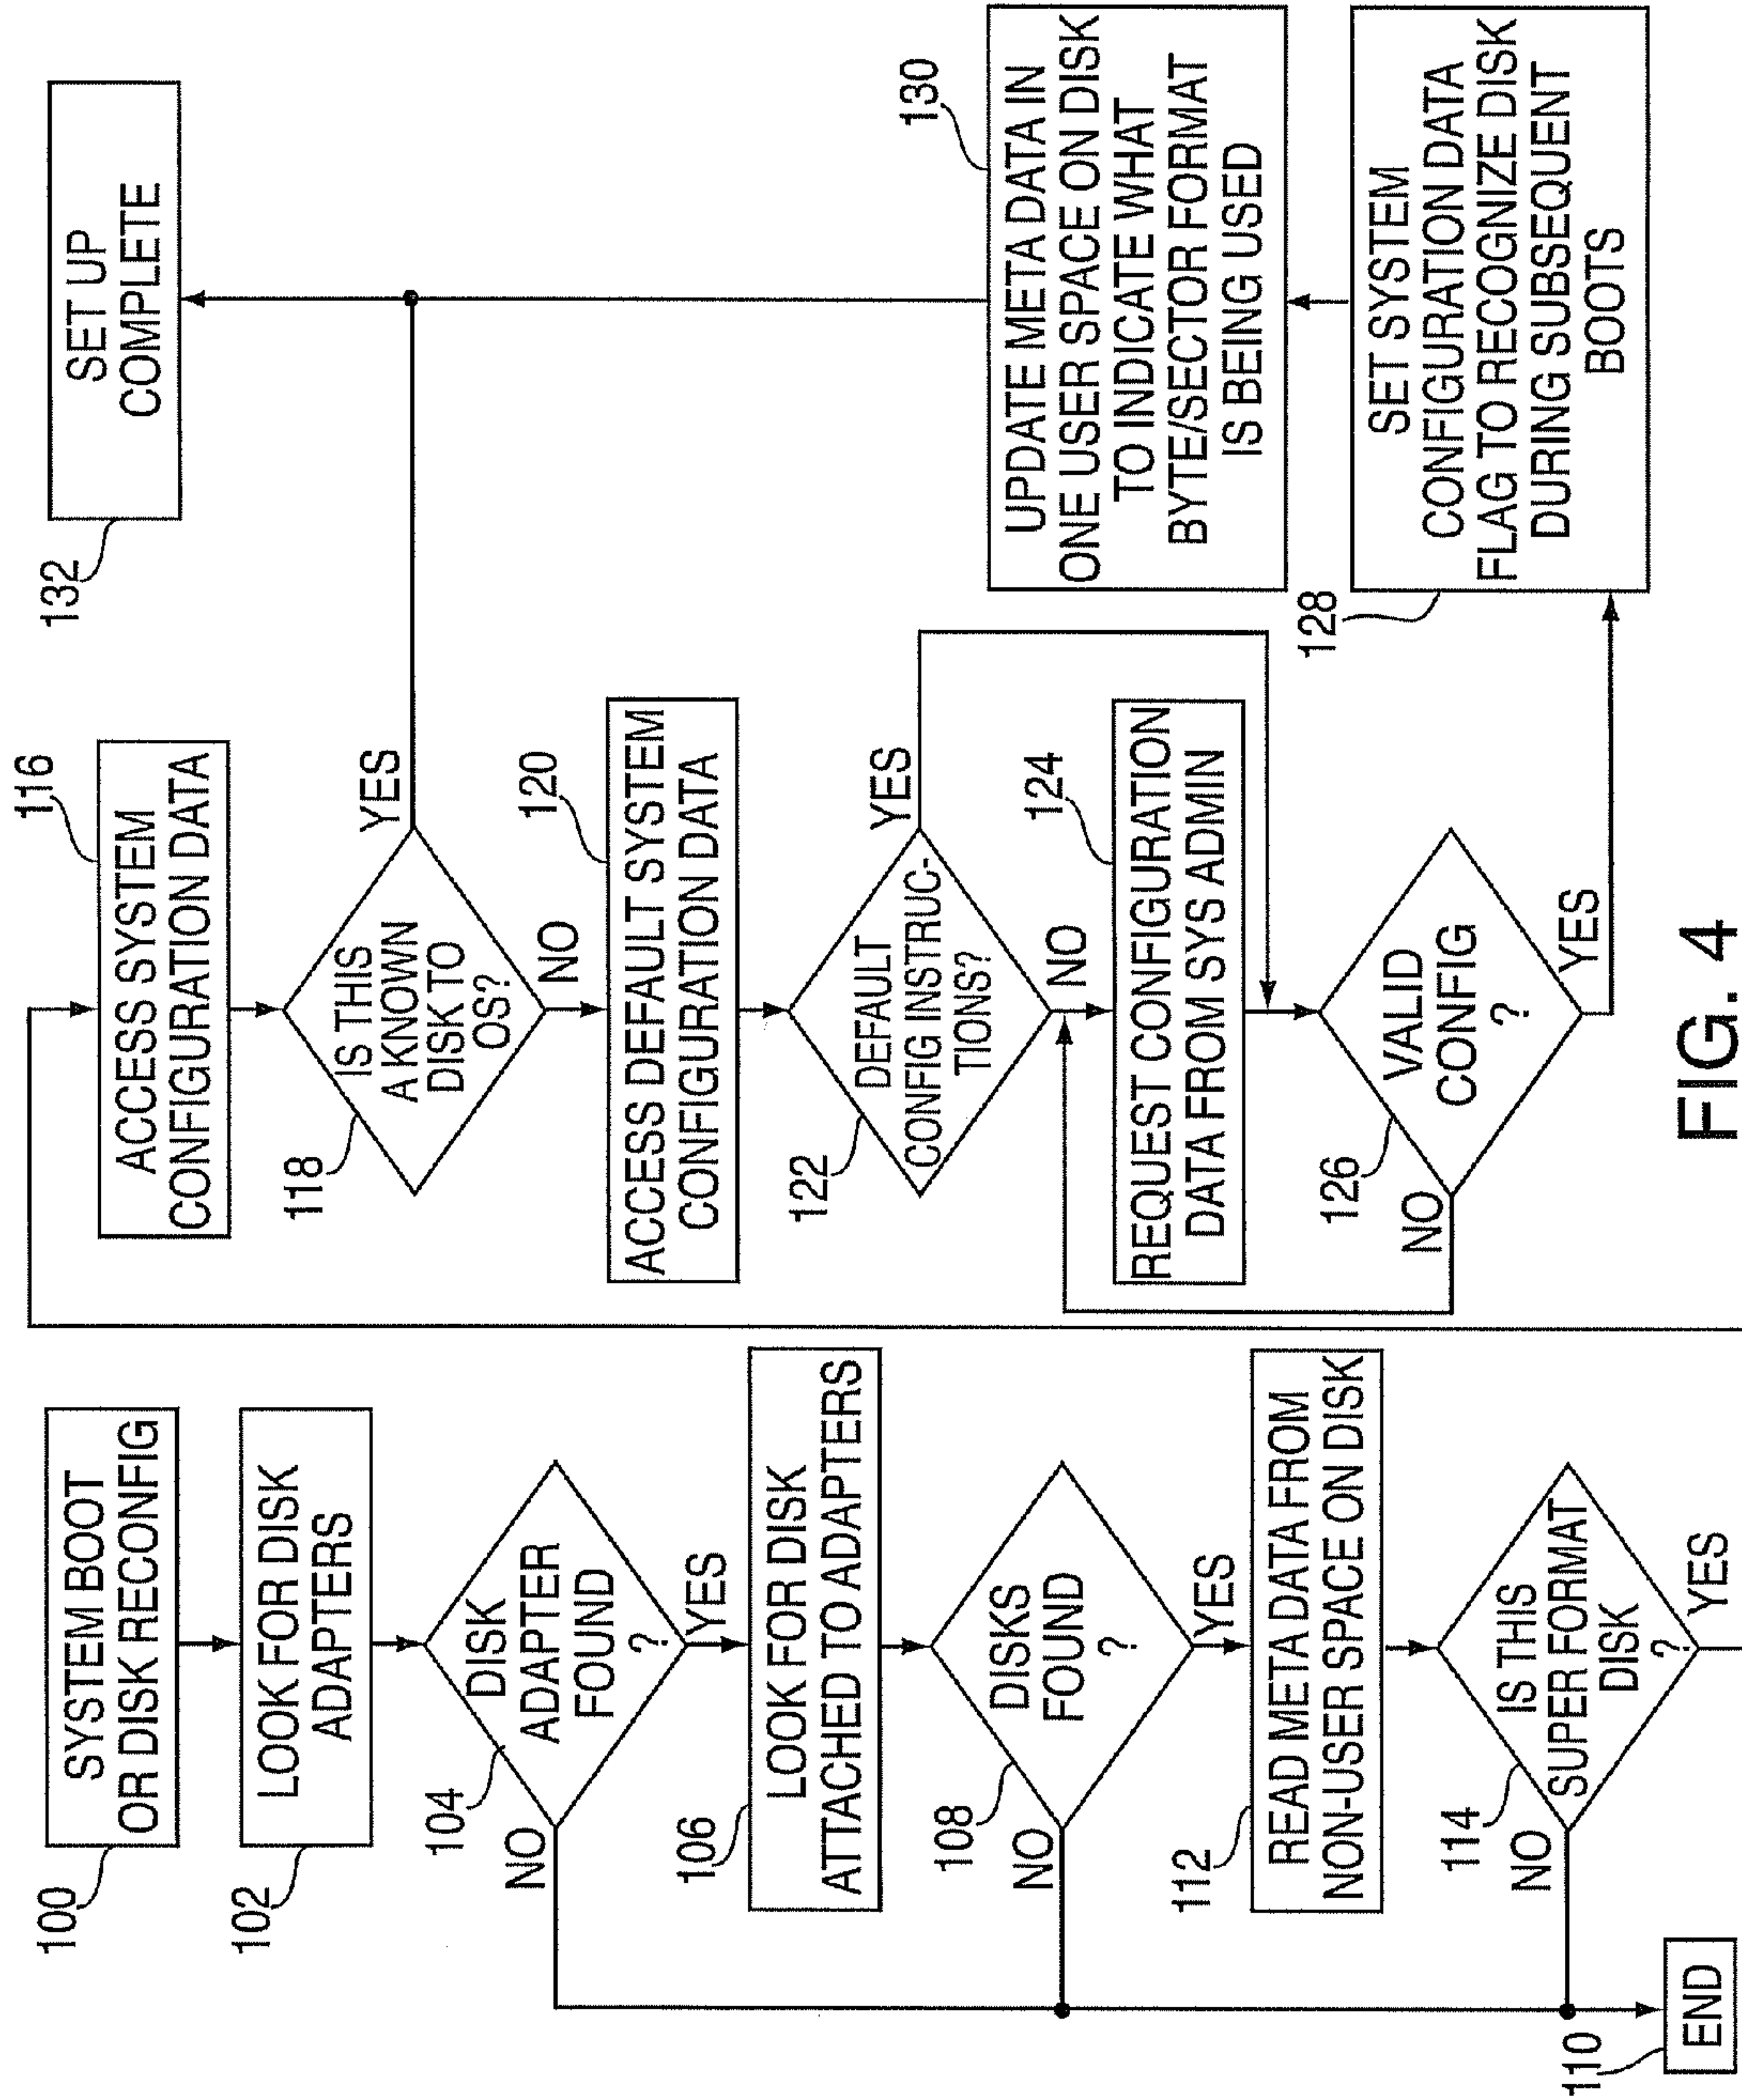 100
SYSTEM BOOT
OR DISK RECONFIG
102
LOOK FOR DISK
ADAPTERS
104
DISK
ADAPTER
FOUND
?
NO
YES
106
LOOK FOR DISK
ATTACHED TO ADAPTERS
108
DISKS
FOUND
?
NO
YES
112
READ META DATA FROM
NON-USER SPACE ON DISK
114
IS THIS
SUPER FORMAT
DISK
?
NO
YES
110
END
116
ACCESS SYSTEM
CONFIGURATION DATA
118
IS THIS
A KNOWN
DISK TO
OS?
YES
NO
120
ACCESS DEFAULT SYSTEM
CONFIGURATION DATA
122
DEFAULT
CONFIG INSTRUC-
TIONS?
YES
NO
124
REQUEST CONFIGURATION
DATA FROM SYS ADMIN
126
VALID
CONFIG
?
NO
YES
132
SET UP
COMPLETE
130
UPDATE META DATA IN
ONE USER SPACE ON DISK
TO INDICATE WHAT
BYTE/SECTOR FORMAT
IS BEING USED
128
SET SYSTEM
CONFIGURATION DATA
FLAG TO RECOGNIZE DISK
DURING SUBSEQUENT
BOOTS
FIG. 4